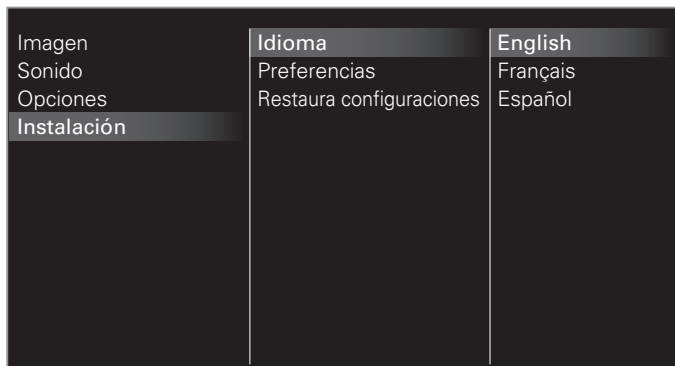 Imagen
Sonido
Opciones
Instalación
Idioma
Preferencias
Restaura configuraciones
English
Français
Español